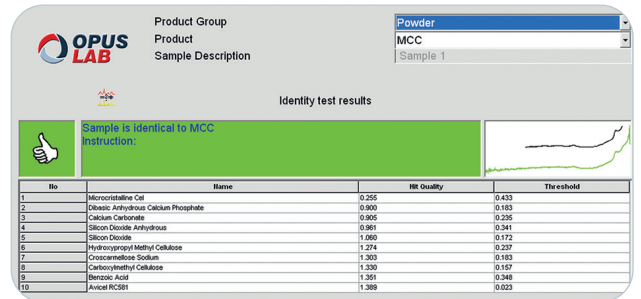 OPUS
LAB
Product Group Powder
Product MCC
Sample Description Sample 1
Identity test results
Sample is identical to MCC
Instruction:
No Name Hit Quality Threshold
1 Microcristalline Cel 0.255 0.433
2 Dibasic Anhydrous Calcium Phosphate 0.900 0.183
3 Calcium Carbonate 0.905 0.235
4 Silicon Dioxide Anhydrous 0.961 0.341
5 Silicon Dioxide 1.060 0.172
6 Hydroxypropyl Methyl Cellulose 1.274 0.237
7 Croscarmellose Sodium 1.303 0.183
8 Carboxylmethyl Cellulose 1.330 0.157
9 Benzoic Acid 1.351 0.348
10 Avicel RC581 1.389 0.023